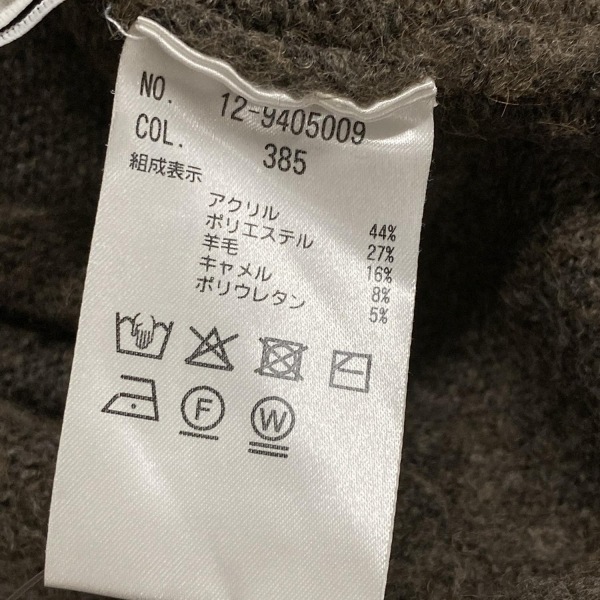 NO. 12-9405009
COL. 385
組成表示
アクリル 44%
ポリエステル 27%
羊毛 16%
キャメル 8%
ポリウレタン 5%
F W